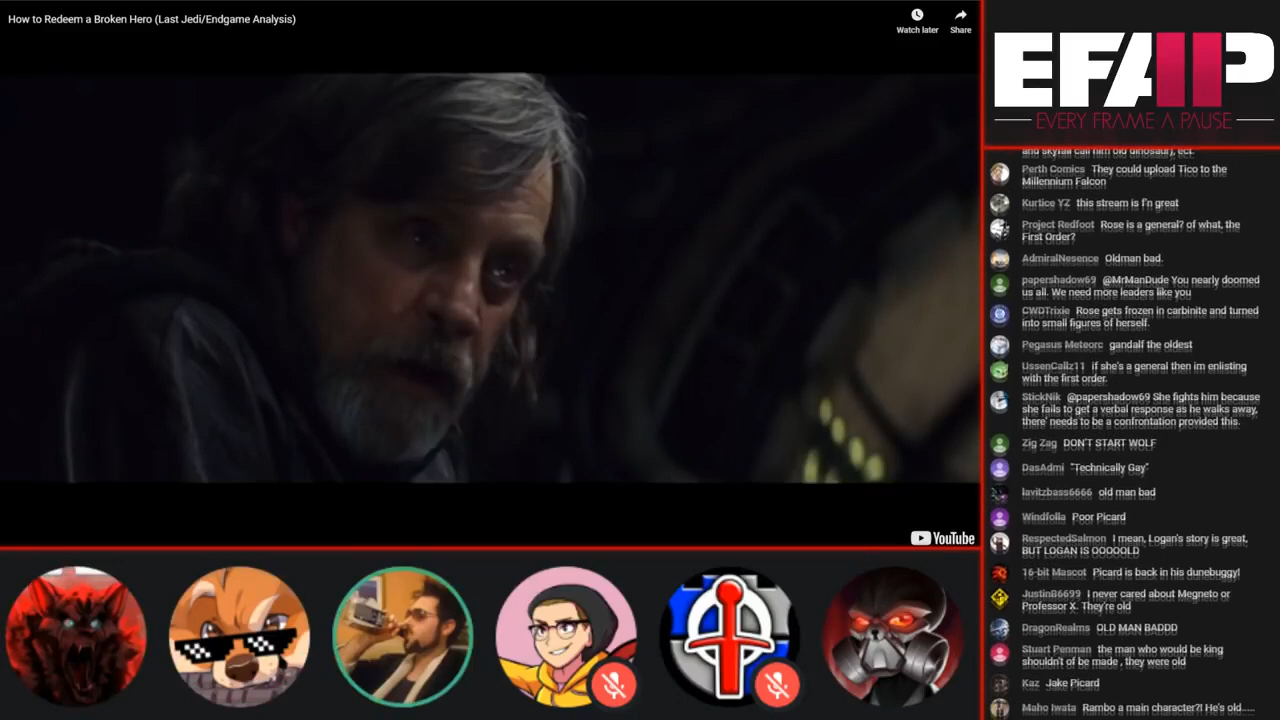 How to Redeem a Broken Hero (Last Jedi/Endgame Analysis)
Watch later
Share
YouTube
EFAP
EVERY FRAME A PAUSE
and skyfall call him old dinosaur), ect.
Perth Comics They could upload Tico to the
Millennium Falcon
Kurtice YZ this stream is f'n great
Project Redfoot Rose is a general? of what, the
First Order?
AdmiralNesence Oldman bad.
papershadow69 @MrManDude You nearly doomed
us all. We need more leaders like you
CWDTrixie Rose gets frozen in carbinite and turned
into small figures of herself.
Pegasus Meteorc gandalf the oldest
UssenCallz11 if she's a general then im enlisting
with the first order.
StickNik @papershadow69 She fights him because
she fails to get a verbal response as he walks away,
there needs to be a confrontation provided this.
Zig Zag DON'T START WOLF
DasAdmi "Technically Gay"
lavitzbass6666 old man bad
Windfolla Poor Picard
RespectedSalmon I mean, Logan's story is great,
BUT LOGAN IS OOOOLD
16-bit Mascot Picard is back in his dunebuggy!
JustinB6699 I never cared about Megneto or
Professor X. They're old
DragonRealms OLD MAN BADDD
Stuart Penman the man who would be king
shouldn't of be made , they were old
Kaz Jake Picard
Maho Iwata Rambo a main character?! He's old.....